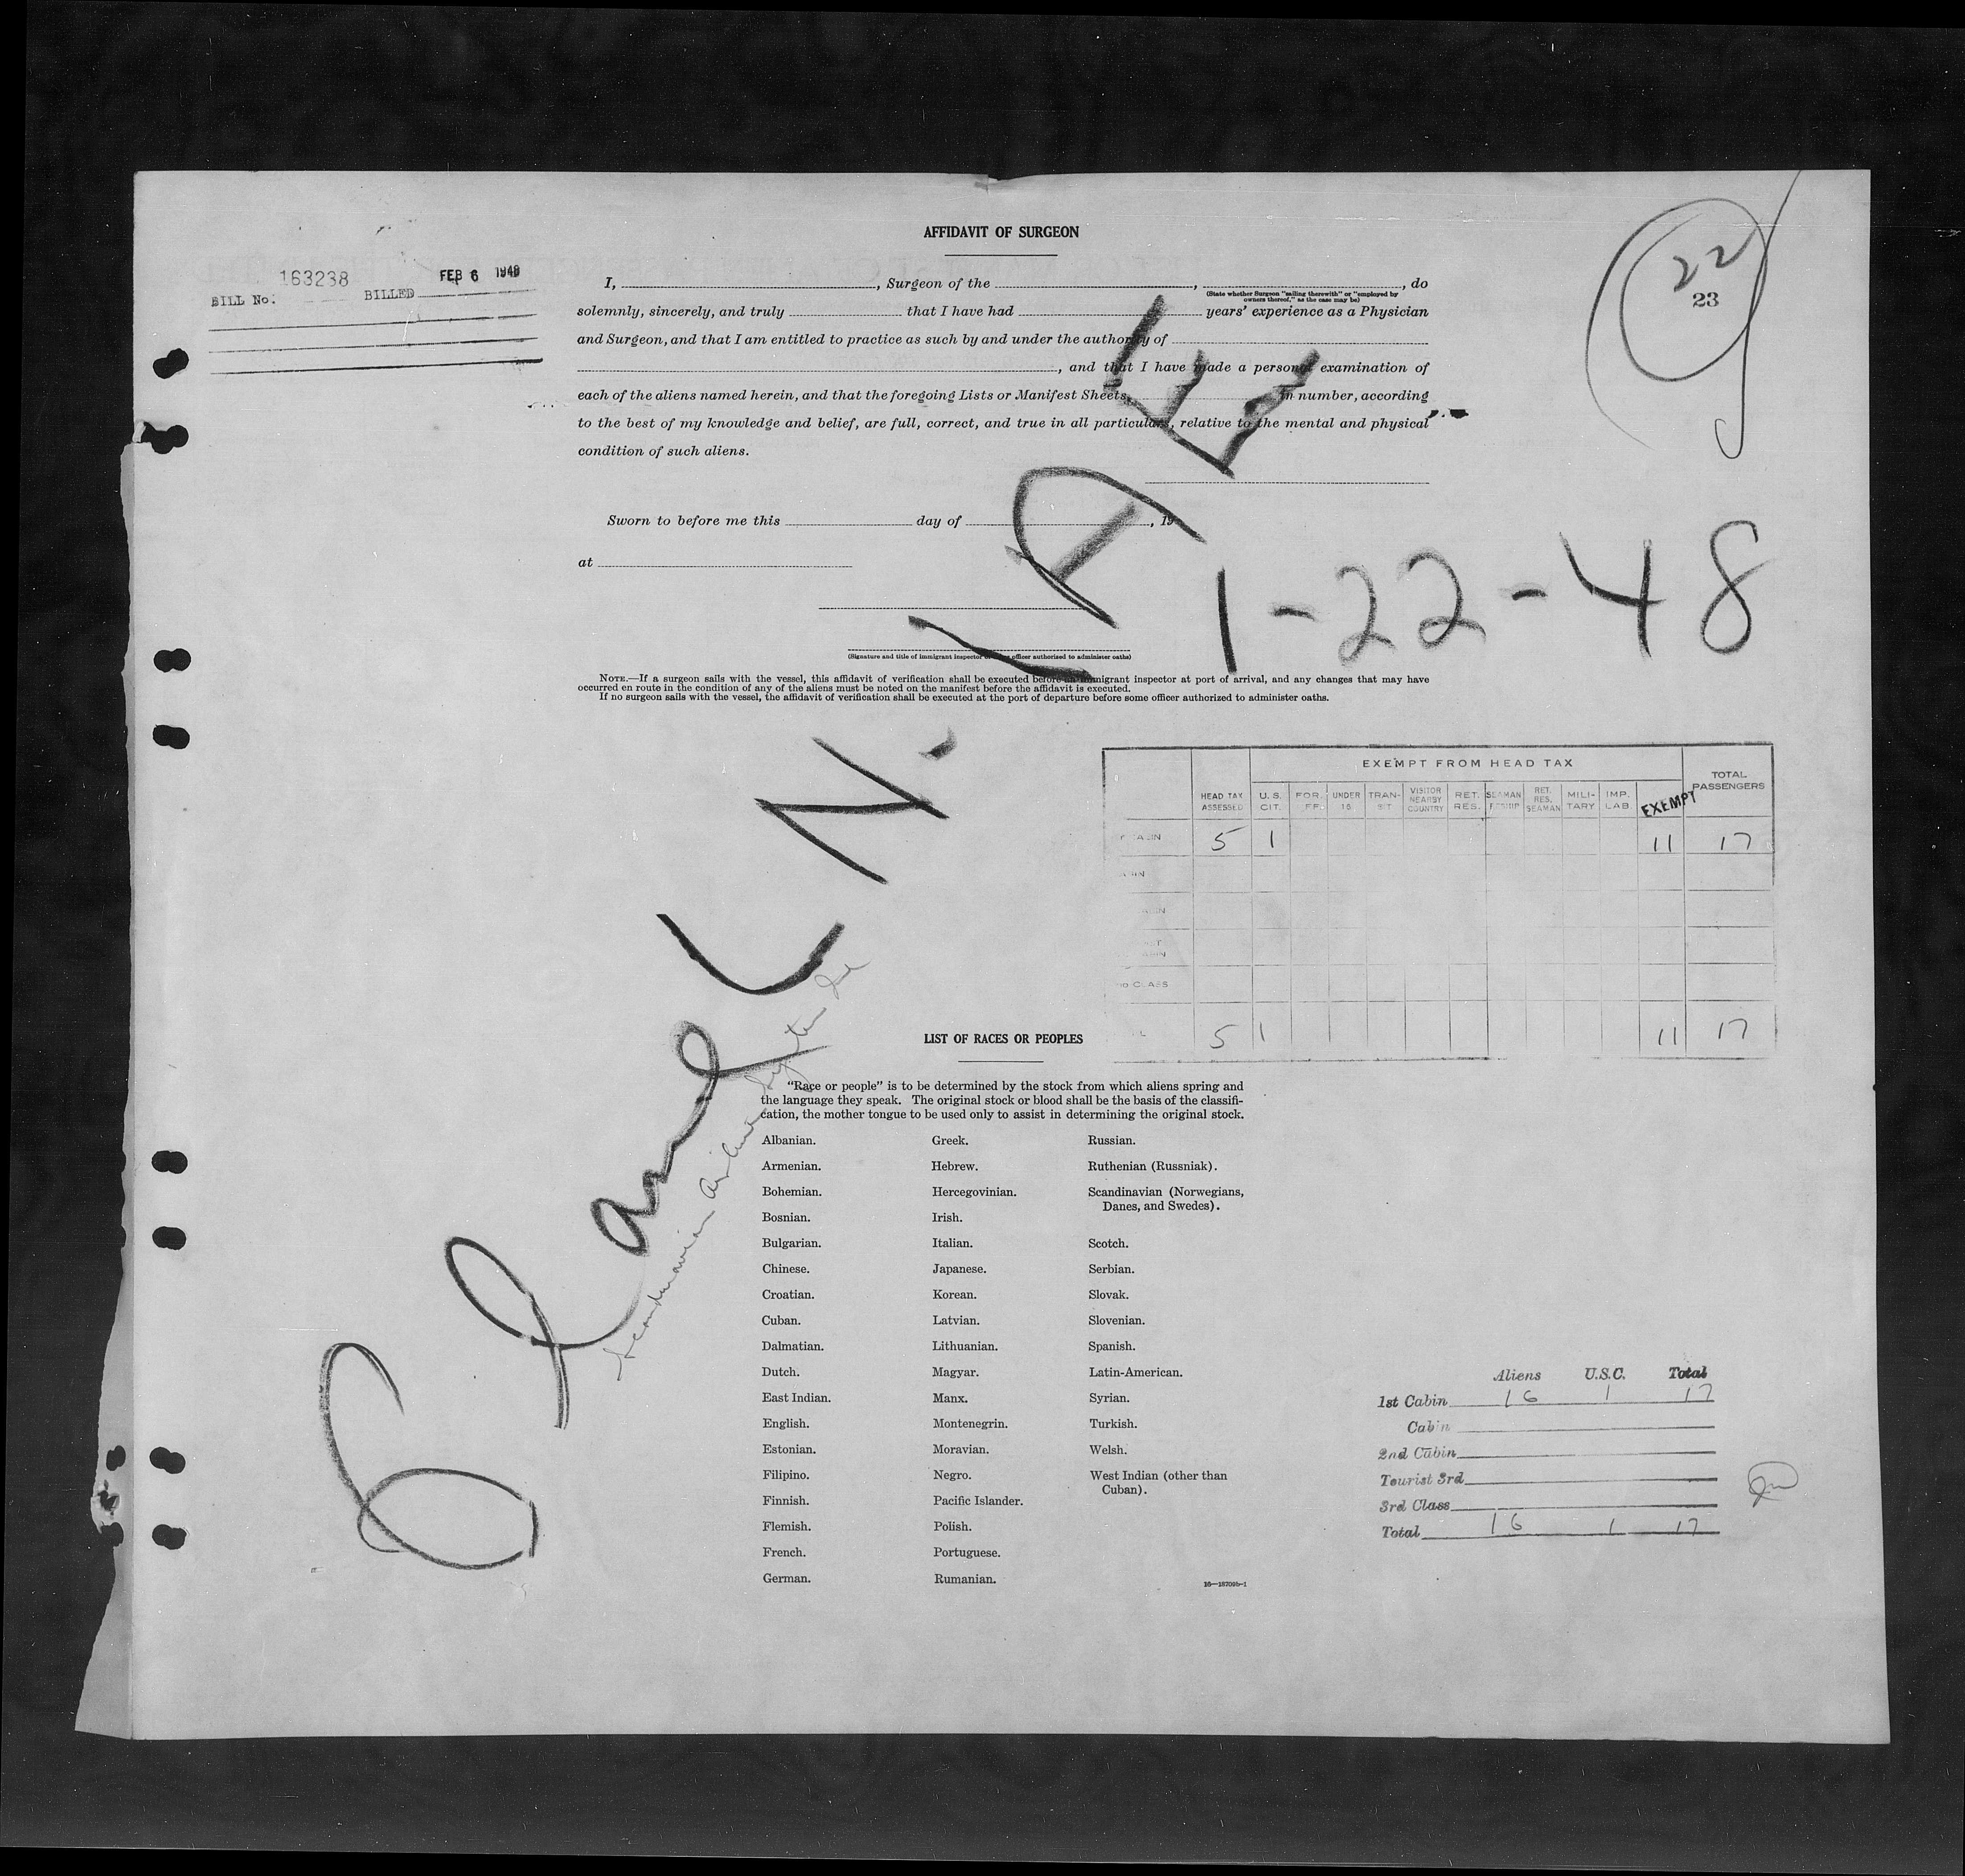 AFFIDAVIT OF SURGEON
22
23
BILL No. 163238 BILLED FEB 6 1948
I, , Surgeon of the , , do
(State whether Surgeon "sailing therewith" or "employed by
owners thereof," as the case may be)
solemnly, sincerely, and truly that I have had years' experience as a Physician
and Surgeon, and that I am entitled to practice as such by and under the authority of
, and that I have made a personal examination of
each of the aliens named herein, and that the foregoing Lists or Manifest Sheets, in number, according
to the best of my knowledge and belief, are full, correct, and true in all particulars, relative to the mental and physical
condition of such aliens.
Sworn to before me this day of , 19
at
1-22-48
(Signature and title of immigrant inspector or other officer authorized to administer oaths)
NOTE.—If a surgeon sails with the vessel, this affidavit of verification shall be executed before an immigrant inspector at port of arrival, and any changes that may have
occurred en route in the condition of any of the aliens must be noted on the manifest before the affidavit is executed.
If no surgeon sails with the vessel, the affidavit of verification shall be executed at the port of departure before some officer authorized to administer oaths.
EXEMPT FROM HEAD TAX
HEAD TAX ASSESSED U.S. CIT. FOR. UNDER 16 TRANSIT VISITOR NEARBY COUNTRY RET. RES. SEAMAN RET. RES. SEAMAN MILITARY IMP. LAB. EXEMPT TOTAL PASSENGERS
5 1 11 17
CLASS
5 1 11 17
LIST OF RACES OR PEOPLES
"Race or people" is to be determined by the stock from which aliens spring and
the language they speak. The original stock or blood shall be the basis of the classifi-
cation, the mother tongue to be used only to assist in determining the original stock.
Albanian. Greek. Russian.
Armenian. Hebrew. Ruthenian (Russniak).
Bohemian. Hercegovinian. Scandinavian (Norwegians,
Danes, and Swedes).
Bosnian. Irish.
Bulgarian. Italian. Scotch.
Chinese. Japanese. Serbian.
Croatian. Korean. Slovak.
Cuban. Latvian. Slovenian.
Dalmatian. Lithuanian. Spanish.
Dutch. Magyar. Latin-American.
East Indian. Manx. Syrian.
English. Montenegrin. Turkish.
Estonian. Moravian. Welsh.
Filipino. Negro. West Indian (other than
Cuban).
Finnish. Pacific Islander.
Flemish. Polish.
French. Portuguese.
German. Rumanian.
16—18709b-1
Plane LN.IAEE
Scandinavian Airlines System
Aliens U.S.C. Total
1st Cabin 16 1 17
Cabin
2nd Cabin
Tourist 3rd
3rd Class
Total 16 1 17